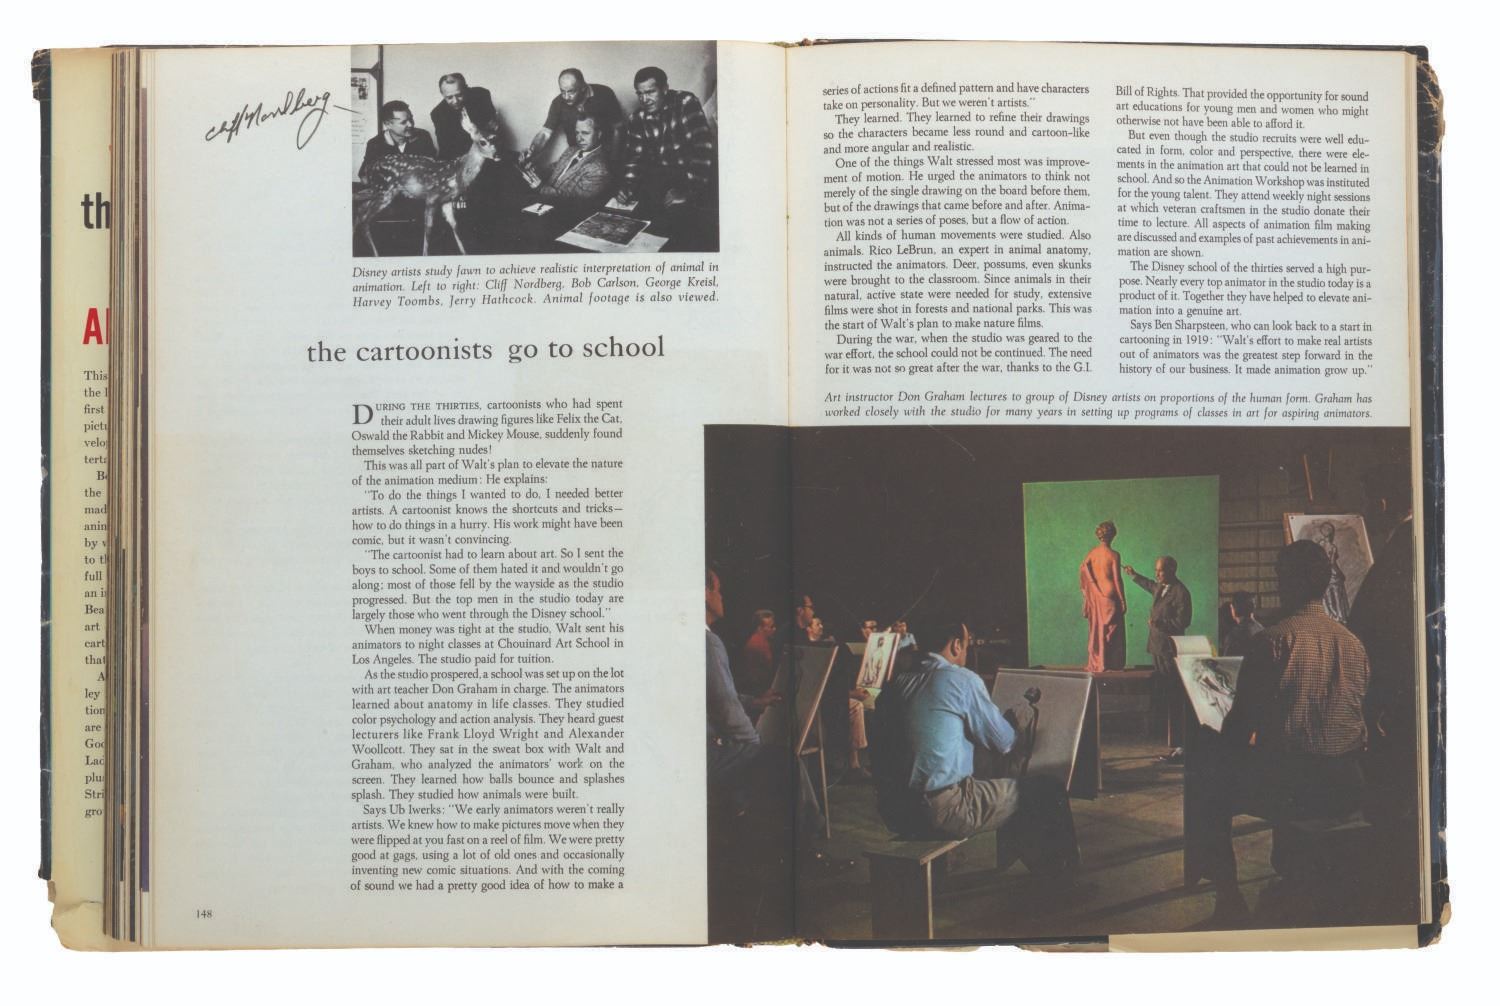 th
Al
This
the l
first
pict
velo
terta
Be
the
mad
anin
by v
to th
full
an i
Bea
art
cart
that
A
ley
tion
are
Goo
Lad
plu
Stri
gro
Cliff Nordberg
Disney artists study fawn to achieve realistic interpretation of animal in
animation. Left to right: Cliff Nordberg, Bob Carlson, George Kreisl,
Harvey Toombs, Jerry Hathcock. Animal footage is also viewed.
the cartoonists go to school
DURING THE THIRTIES, cartoonists who had spent
their adult lives drawing figures like Felix the Cat,
Oswald the Rabbit and Mickey Mouse, suddenly found
themselves sketching nudes!
This was all part of Walt's plan to elevate the nature
of the animation medium: He explains:
"To do the things I wanted to do, I needed better
artists. A cartoonist knows the shortcuts and tricks—
how to do things in a hurry. His work might have been
comic, but it wasn't convincing.
"The cartoonist had to learn about art. So I sent the
boys to school. Some of them hated it and wouldn't go
along; most of those fell by the wayside as the studio
progressed. But the top men in the studio today are
largely those who went through the Disney school."
When money was tight at the studio, Walt sent his
animators to night classes at Chouinard Art School in
Los Angeles. The studio paid for tuition.
As the studio prospered, a school was set up on the lot
with art teacher Don Graham in charge. The animators
learned about anatomy in life classes. They studied
color psychology and action analysis. They heard guest
lecturers like Frank Lloyd Wright and Alexander
Woollcott. They sat in the sweat box with Walt and
Graham, who analyzed the animators' work on the
screen. They learned how balls bounce and splashes
splash. They studied how animals were built.
Says Ub Iwerks: "We early animators weren't really
artists. We knew how to make pictures move when they
were flipped at you fast on a reel of film. We were pretty
good at gags, using a lot of old ones and occasionally
inventing new comic situations. And with the coming
of sound we had a pretty good idea of how to make a
148
series of actions fit a defined pattern and have characters
take on personality. But we weren't artists."
They learned. They learned to refine their drawings
so the characters became less round and cartoon-like
and more angular and realistic.
One of the things Walt stressed most was improve-
ment of motion. He urged the animators to think not
merely of the single drawing on the board before them,
but of the drawings that came before and after. Anima-
tion was not a series of poses, but a flow of action.
All kinds of human movements were studied. Also
animals. Rico LeBrun, an expert in animal anatomy,
instructed the animators. Deer, possums, even skunks
were brought to the classroom. Since animals in their
natural, active state were needed for study, extensive
films were shot in forests and national parks. This was
the start of Walt's plan to make nature films.
During the war, when the studio was geared to the
war effort, the school could not be continued. The need
for it was not so great after the war, thanks to the G.I.
Bill of Rights. That provided the opportunity for sound
art educations for young men and women who might
otherwise not have been able to afford it.
But even though the studio recruits were well edu-
cated in form, color and perspective, there were ele-
ments in the animation art that could not be learned in
school. And so the Animation Workshop was instituted
for the young talent. They attend weekly night sessions
at which veteran craftsmen in the studio donate their
time to lecture. All aspects of animation film making
are discussed and examples of past achievements in ani-
mation are shown.
The Disney school of the thirties served a high pur-
pose. Nearly every top animator in the studio today is a
product of it. Together they have helped to elevate ani-
mation into a genuine art.
Says Ben Sharpsteen, who can look back to a start in
cartooning in 1919: "Walt's effort to make real artists
out of animators was the greatest step forward in the
history of our business. It made animation grow up."
Art instructor Don Graham lectures to group of Disney artists on proportions of the human form. Graham has
worked closely with the studio for many years in setting up programs of classes in art for aspiring animators.